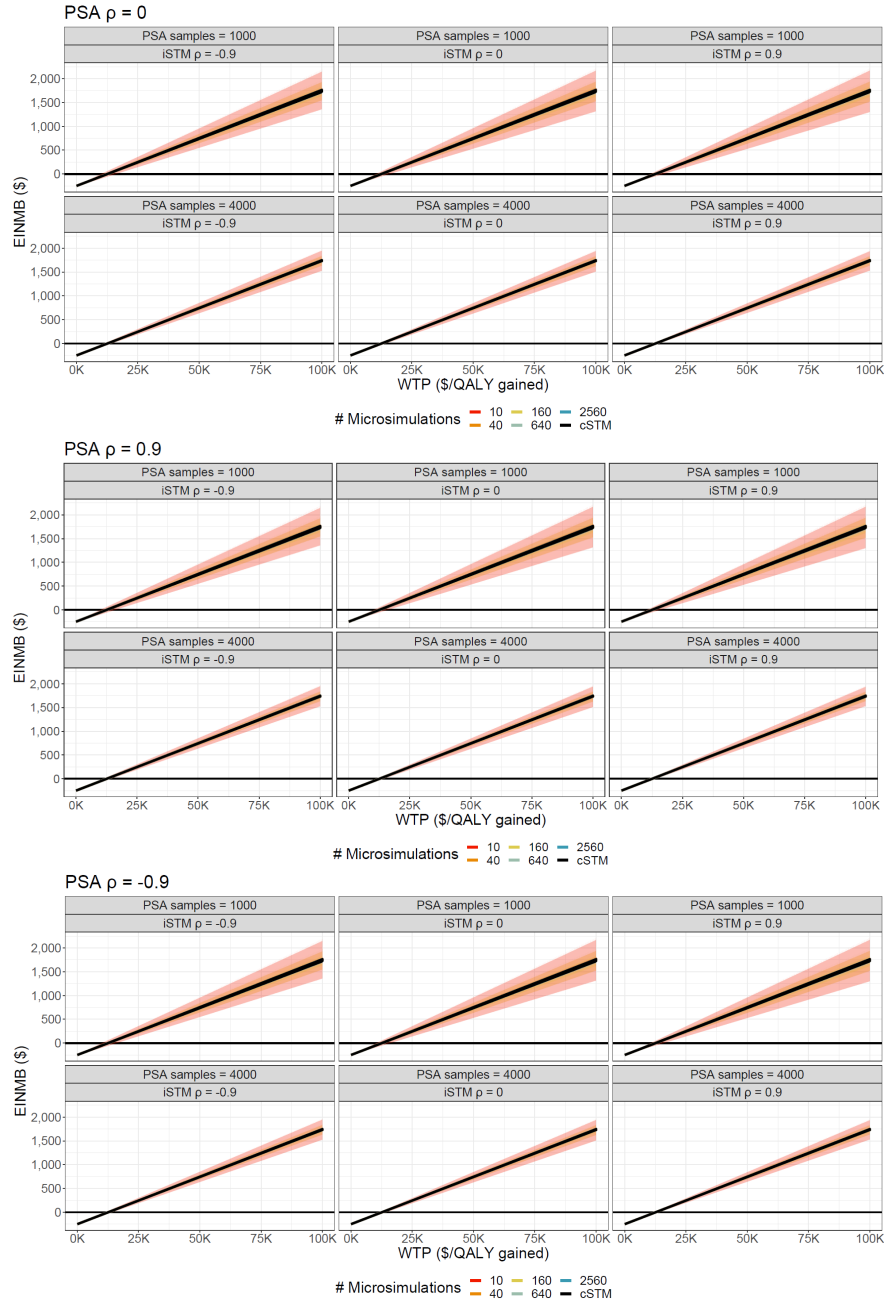 PSA ρ = 0
PSA samples = 1000 PSA samples = 1000 PSA samples = 1000
iSTM ρ = -0.9 iSTM ρ = 0 iSTM ρ = 0.9
2,000
1,500
1,000
500
0
PSA samples = 4000 PSA samples = 4000 PSA samples = 4000
iSTM ρ = -0.9 iSTM ρ = 0 iSTM ρ = 0.9
2,000
1,500
1,000
500
0
EINMB ($)
0K 25K 50K 75K 100K 0K 25K 50K 75K 100K 0K 25K 50K 75K 100K
WTP ($/QALY gained)
# Microsimulations 10 160 2560
40 640 cSTM
PSA ρ = 0.9
PSA samples = 1000 PSA samples = 1000 PSA samples = 1000
iSTM ρ = -0.9 iSTM ρ = 0 iSTM ρ = 0.9
2,000
1,500
1,000
500
0
PSA samples = 4000 PSA samples = 4000 PSA samples = 4000
iSTM ρ = -0.9 iSTM ρ = 0 iSTM ρ = 0.9
2,000
1,500
1,000
500
0
EINMB ($)
0K 25K 50K 75K 100K 0K 25K 50K 75K 100K 0K 25K 50K 75K 100K
WTP ($/QALY gained)
# Microsimulations 10 160 2560
40 640 cSTM
PSA ρ = -0.9
PSA samples = 1000 PSA samples = 1000 PSA samples = 1000
iSTM ρ = -0.9 iSTM ρ = 0 iSTM ρ = 0.9
2,000
1,500
1,000
500
0
PSA samples = 4000 PSA samples = 4000 PSA samples = 4000
iSTM ρ = -0.9 iSTM ρ = 0 iSTM ρ = 0.9
2,000
1,500
1,000
500
0
EINMB ($)
0K 25K 50K 75K 100K 0K 25K 50K 75K 100K 0K 25K 50K 75K 100K
WTP ($/QALY gained)
# Microsimulations 10 160 2560
40 640 cSTM